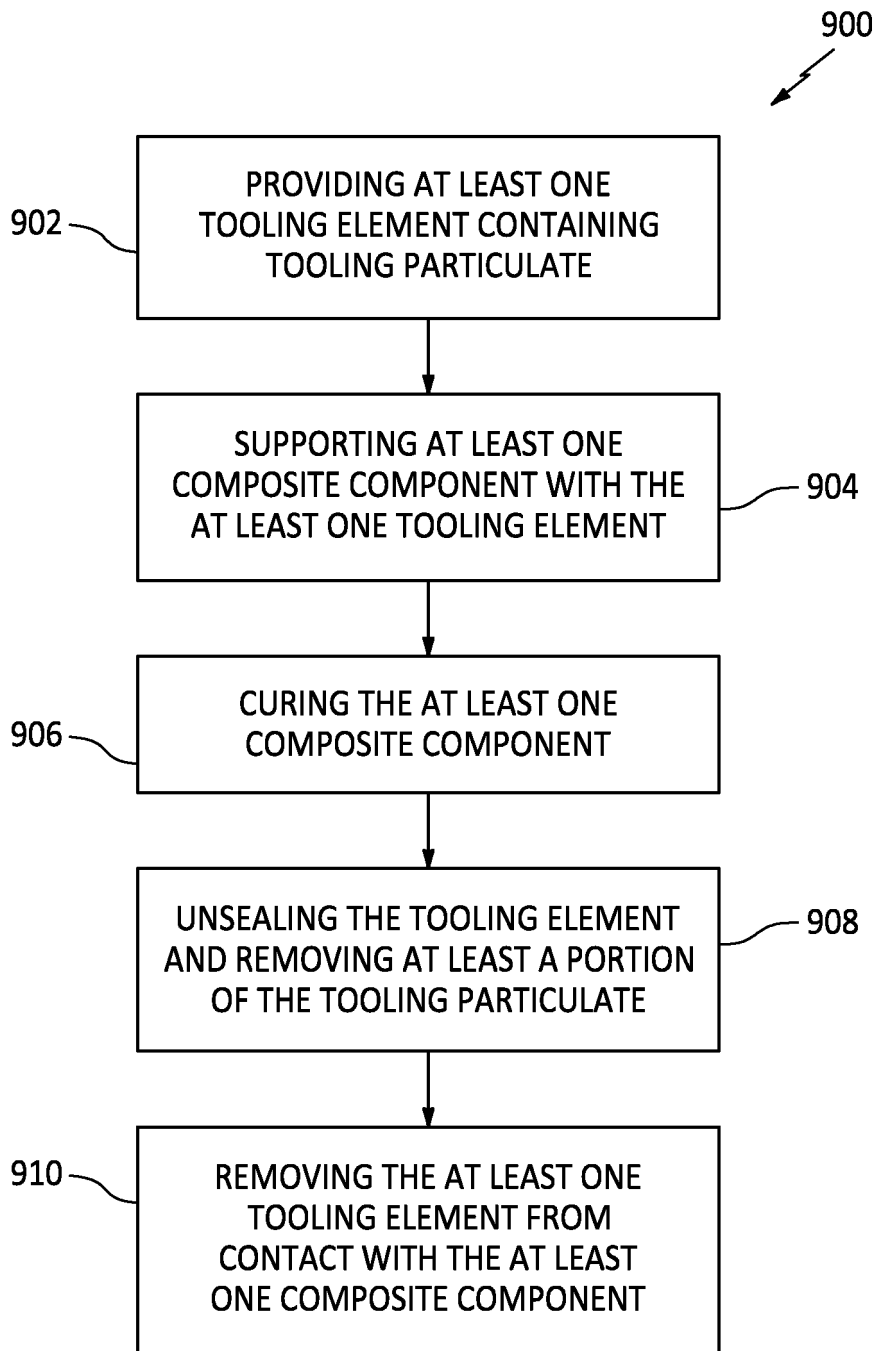 900
902
PROVIDING AT LEAST ONE
TOOLING ELEMENT CONTAINING
TOOLING PARTICULATE
SUPPORTING AT LEAST ONE
COMPOSITE COMPONENT WITH THE
AT LEAST ONE TOOLING ELEMENT
904
906
CURING THE AT LEAST ONE
COMPOSITE COMPONENT
UNSEALING THE TOOLING ELEMENT
AND REMOVING AT LEAST A PORTION
OF THE TOOLING PARTICULATE
908
910
REMOVING THE AT LEAST ONE
TOOLING ELEMENT FROM
CONTACT WITH THE AT LEAST
ONE COMPOSITE COMPONENT